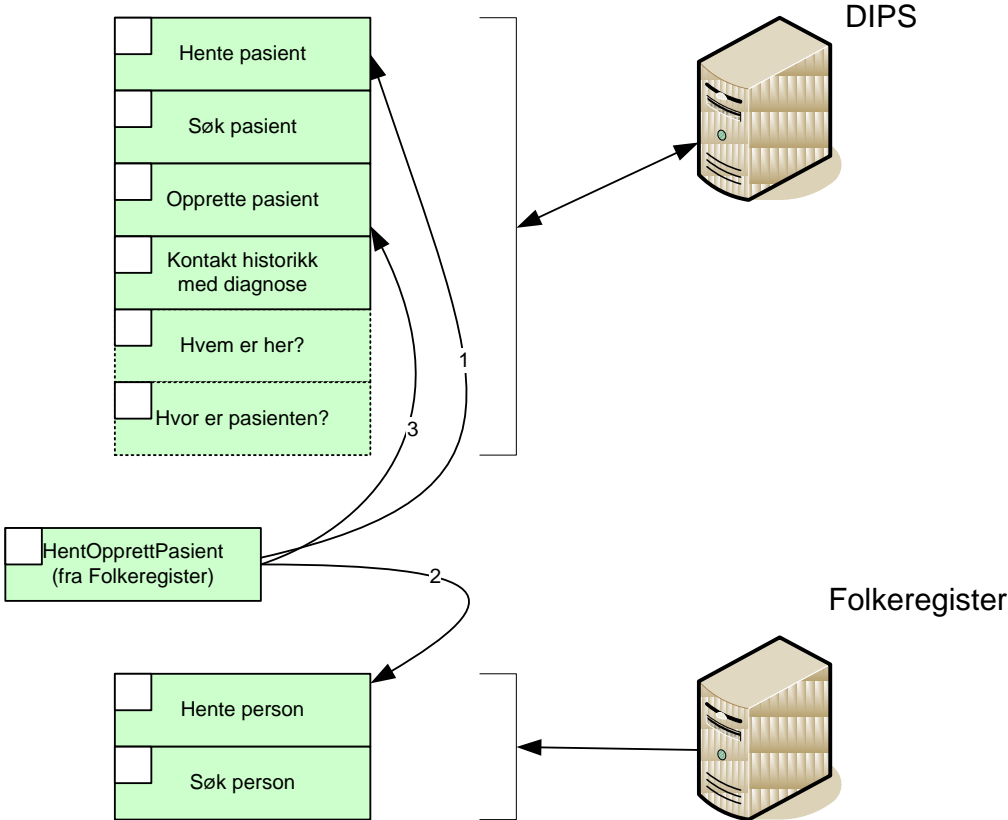 DIPS
Hente pasient
Søk pasient
Opprette pasient
Kontakt historikk
med diagnose
Hvem er her?
1
Hvor er pasienten?
3
HentOpprettPasient
(fra Folkeregister)
2
Folkeregister
Hente person
Søk person